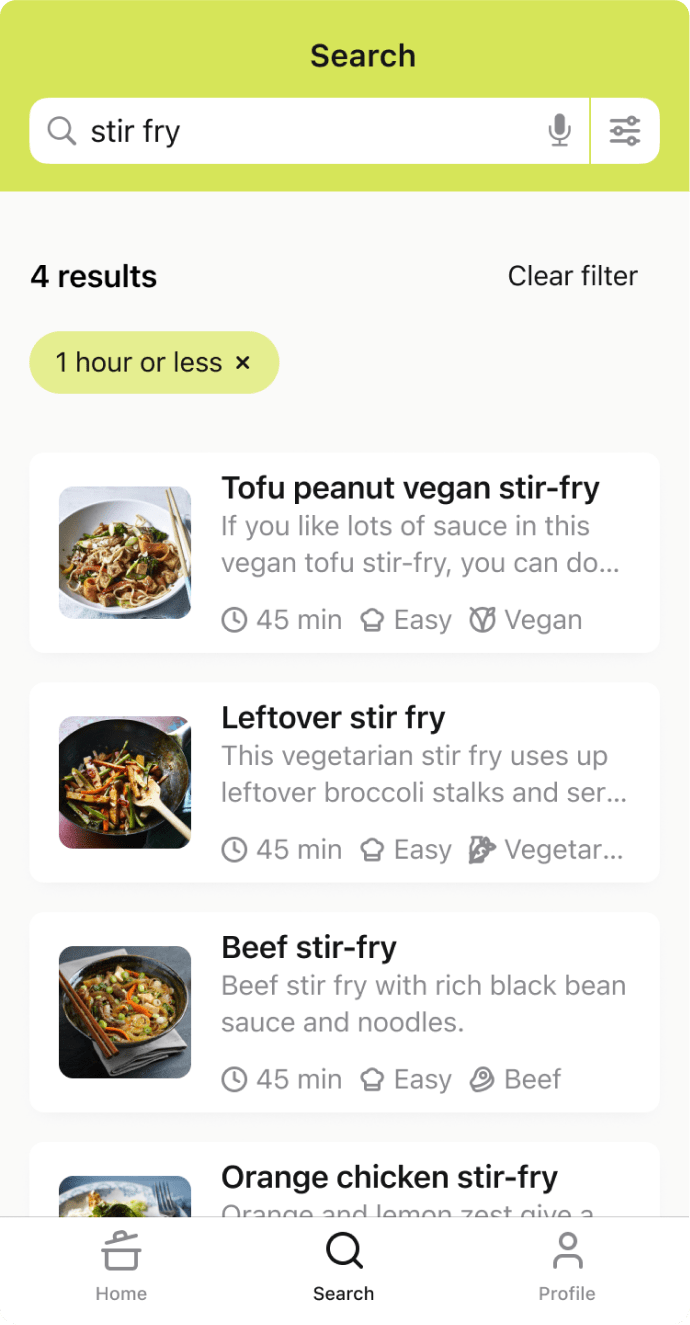 Search
stir fry
4 results
Clear filter
1 hour or less ×
Tofu peanut vegan stir-fry
If you like lots of sauce in this
vegan tofu stir-fry, you can do...
45 min Easy Vegan
Leftover stir fry
This vegetarian stir fry uses up
leftover broccoli stalks and ser...
45 min Easy Vegetar...
Beef stir-fry
Beef stir fry with rich black bean
sauce and noodles.
45 min Easy Beef
Orange chicken stir-fry
Orange and lemon zest give a
Home Search Profile